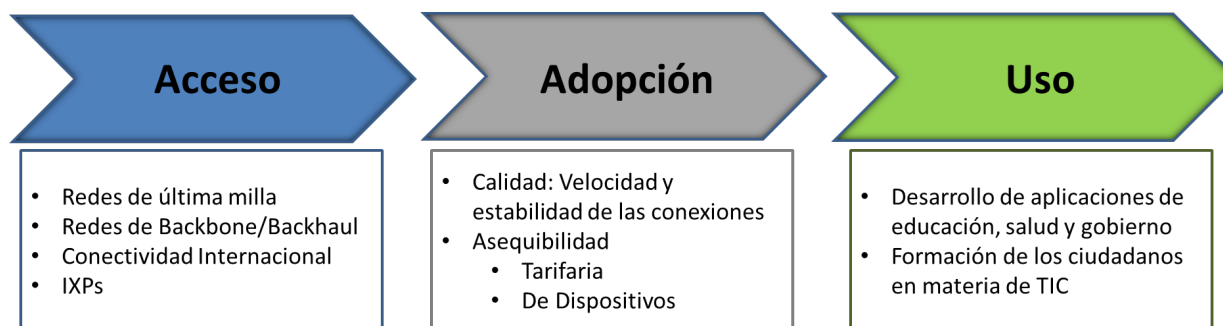 Acceso
• Redes de última milla
• Redes de Backbone/Backhaul
• Conectividad Internacional
• IXPs
Adopción
• Calidad: Velocidad y
estabilidad de las conexiones
• Asequibilidad
• Tarifaria
• De Dispositivos
Uso
• Desarrollo de aplicaciones de
educación, salud y gobierno
• Formación de los ciudadanos
en materia de TIC